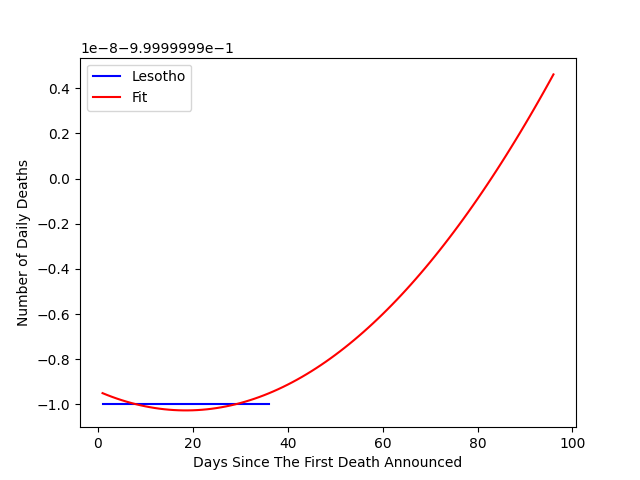 1e−8−9.9999999e−1
Lesotho
Fit
0.4
0.2
0.0
−0.2
−0.4
−0.6
−0.8
−1.0
Number of Daily Deaths
0 20 40 60 80 100
Days Since The First Death Announced